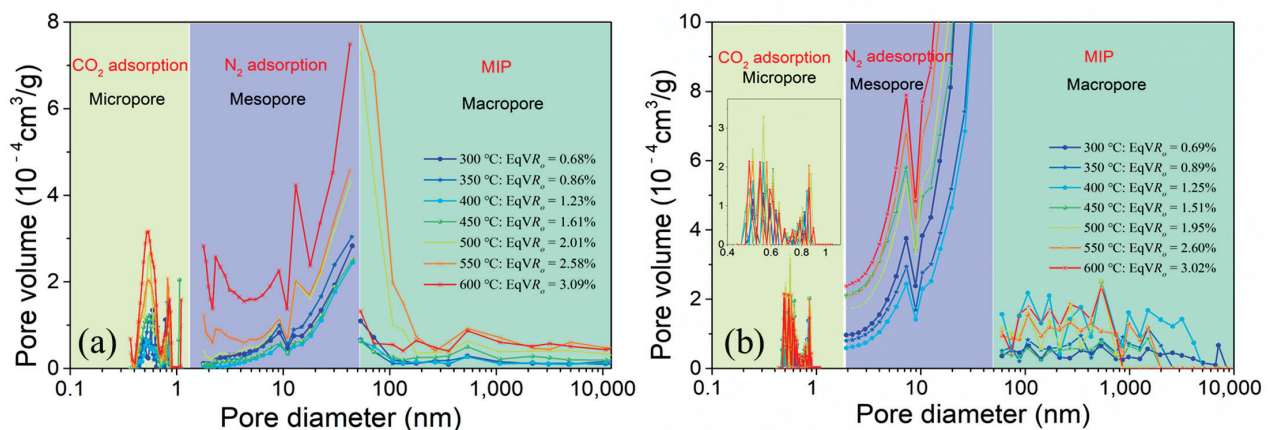 8
6
4
2
0
Pore volume (10⁻⁴cm³/g)
CO₂ adsorption
Micropore
N₂ adsorption
Mesopore
MIP
Macropore
300 ℃: EqVRₒ = 0.68%
350 ℃: EqVRₒ = 0.86%
400 ℃: EqVRₒ = 1.23%
450 ℃: EqVRₒ = 1.61%
500 ℃: EqVRₒ = 2.01%
550 ℃: EqVRₒ = 2.58%
600 ℃: EqVRₒ = 3.09%
(a)
0.1 1 10 100 1,000 10,000
Pore diameter (nm)
10
8
6
4
2
0
Pore volume (10⁻⁴cm³/g)
CO₂ adsorption
Micropore
N₂ adesorption
Mesopore
MIP
Macropore
3
2
1
0
0.4 0.6 0.8 1
300 ℃: EqVRₒ = 0.69%
350 ℃: EqVRₒ = 0.89%
400 ℃: EqVRₒ = 1.25%
450 ℃: EqVRₒ = 1.51%
500 ℃: EqVRₒ = 1.95%
550 ℃: EqVRₒ = 2.60%
600 ℃: EqVRₒ = 3.02%
(b)
0.1 1 10 100 1,000 10,000
Pore diameter (nm)